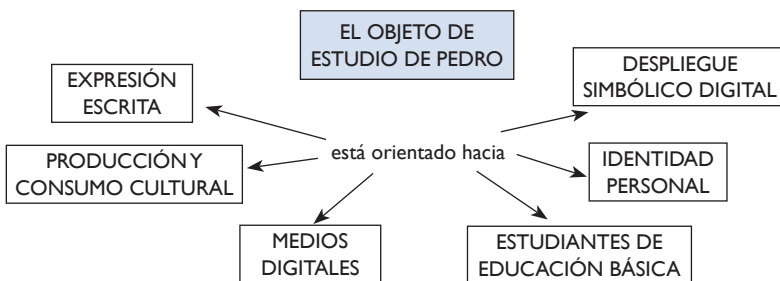 EL OBJETO DE
ESTUDIO DE PEDRO
EXPRESIÓN
ESCRITA
DESPLIEGUE
SIMBÓLICO DIGITAL
PRODUCCIÓN Y
CONSUMO CULTURAL
está orientado hacia
IDENTIDAD
PERSONAL
MEDIOS
DIGITALES
ESTUDIANTES DE
EDUCACIÓN BÁSICA